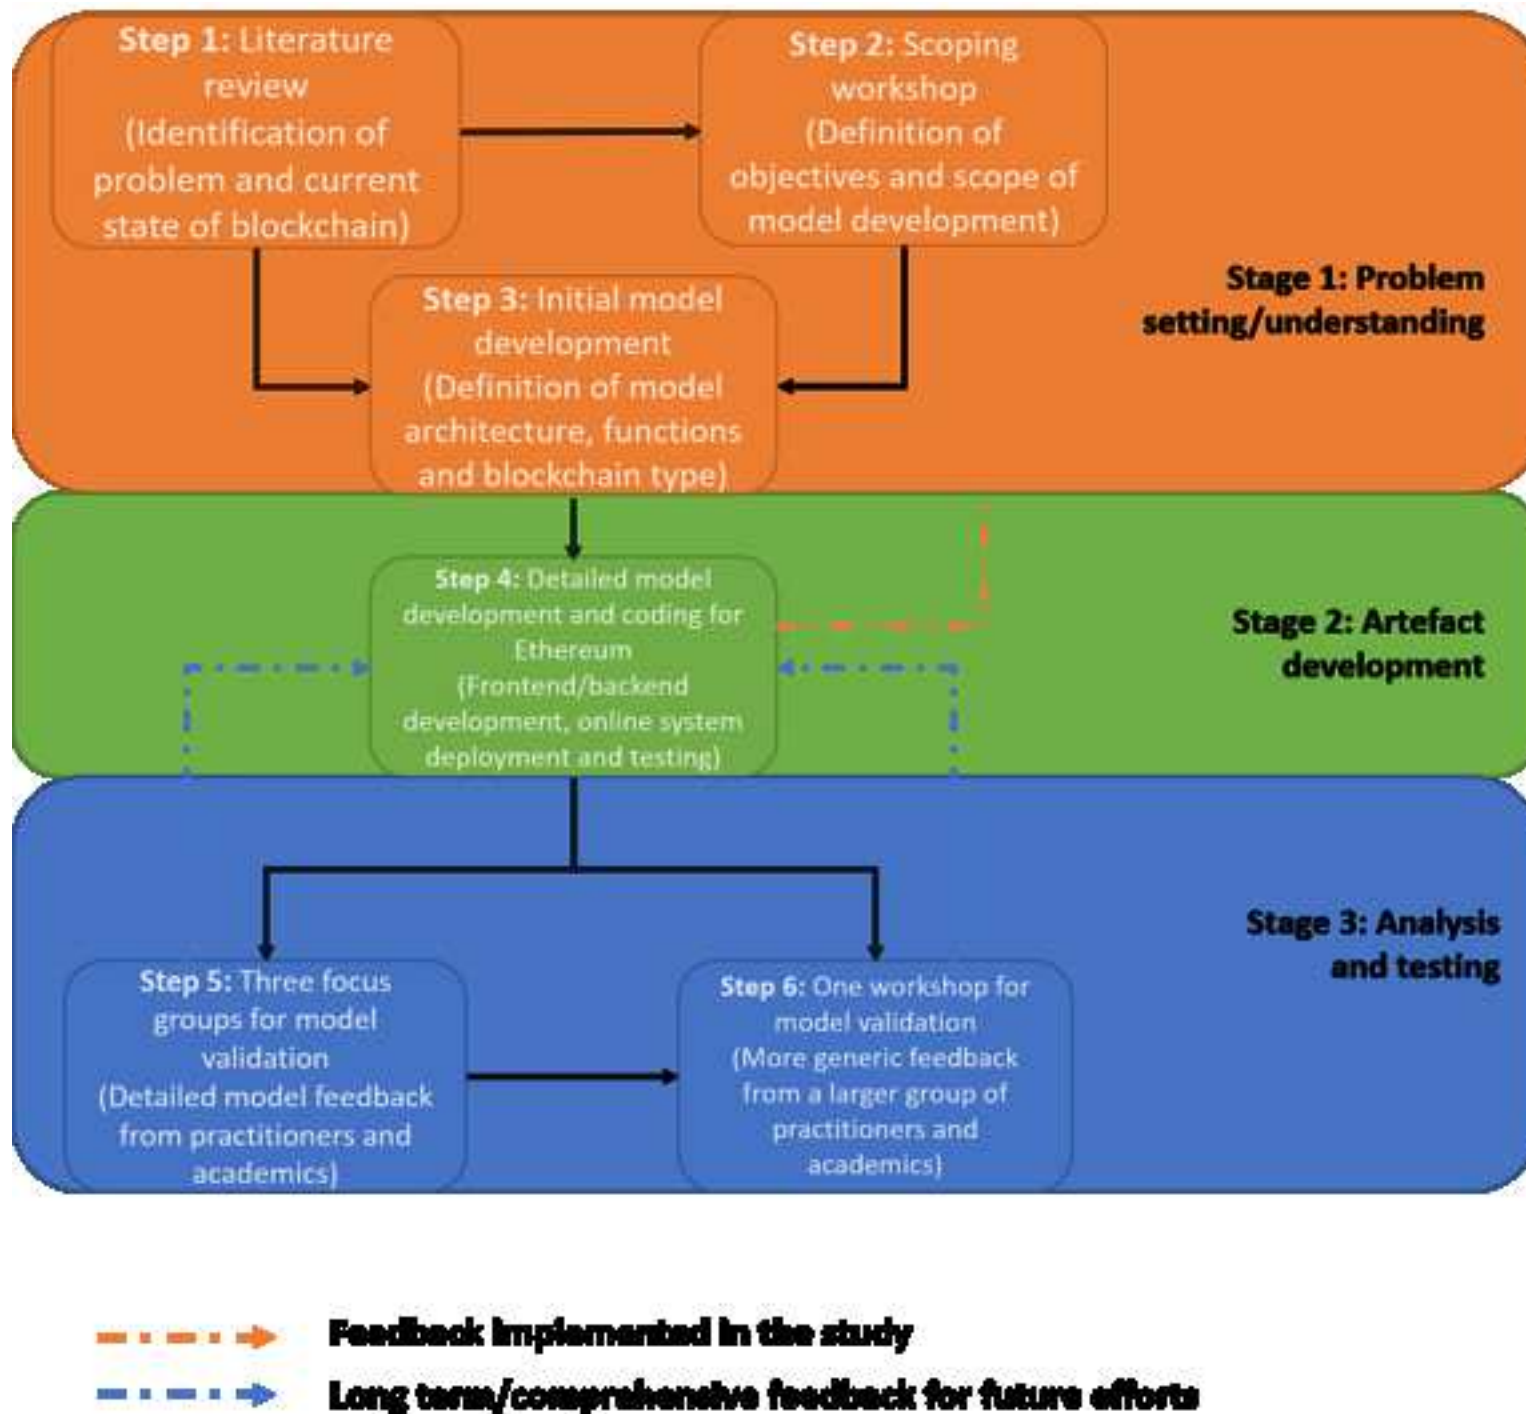 Step 1: Literature
review
(Identification of
problem and current
state of blockchain)
Step 2: Scoping
workshop
(Definition of
objectives and scope of
model development)
Stage 1: Problem
setting/understanding
Step 3: Initial model
development
(Definition of model
architecture, functions
and blockchain type)
Step 4: Detailed model
development and coding for
Ethereum
(Frontend/backend
development, online system
deployment and testing)
Stage 2: Artefact
development
Stage 3: Analysis
and testing
Step 5: Three focus
groups for model
validation
(Detailed model feedback
from practitioners and
academics)
Step 6: One workshop for
model validation
(More generic feedback
from a larger group of
practitioners and
academics)
Feedback implemented in the study
Long term/comprehensive feedback for future efforts